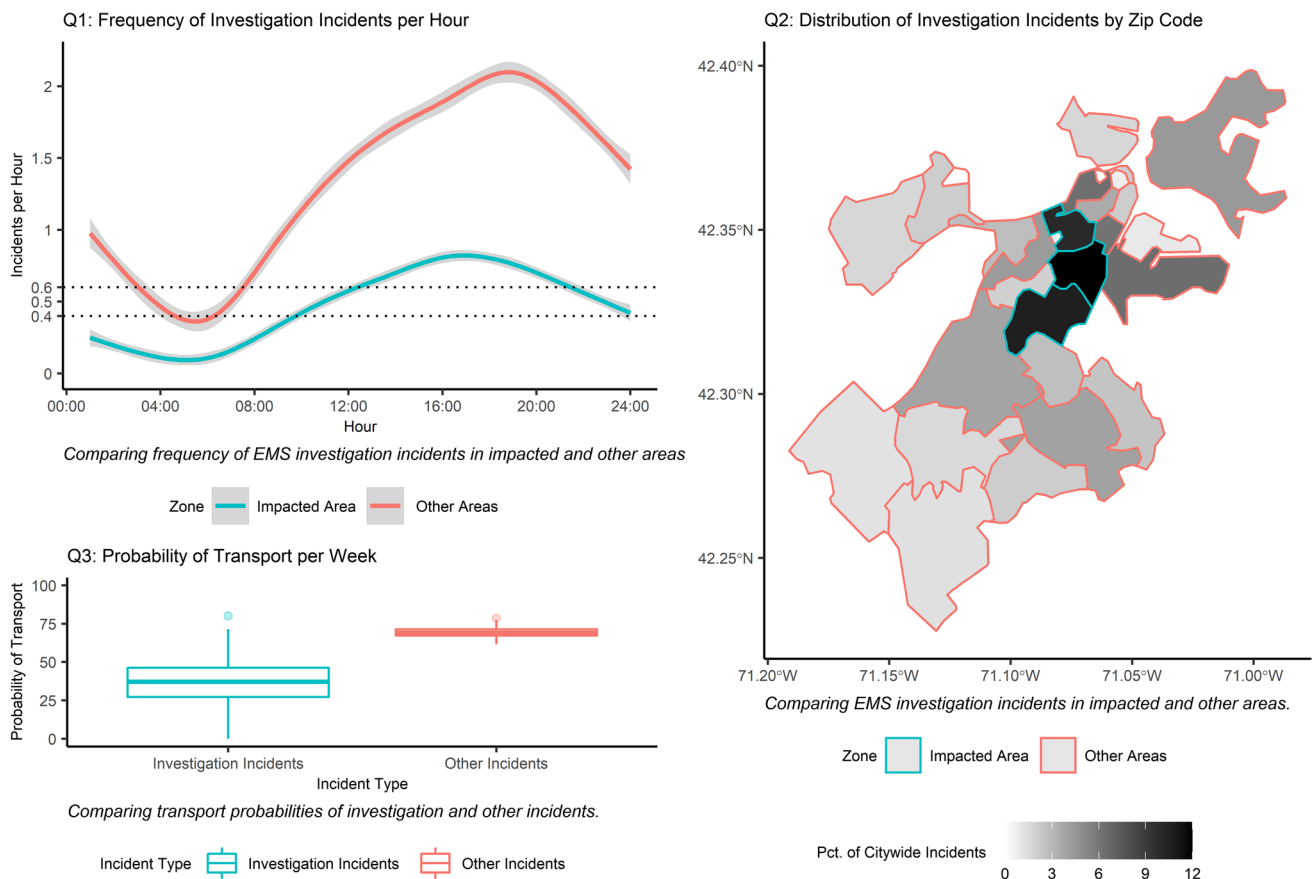 Q1: Frequency of Investigation Incidents per Hour
Incidents per Hour
2
1.5
1
0.6
0.5
0.4
0
00:00 04:00 08:00 12:00 16:00 20:00 24:00
Hour
Comparing frequency of EMS investigation incidents in impacted and other areas.
Zone Impacted Area Other Areas
Q3: Probability of Transport per Week
Probability of Transport
100
75
50
25
0
Investigation Incidents Other Incidents
Incident Type
Comparing transport probabilities of investigation and other incidents.
Incident Type Investigation Incidents Other Incidents
Q2: Distribution of Investigation Incidents by Zip Code
42.40°N
42.35°N
42.30°N
42.25°N
71.20°W 71.15°W 71.10°W 71.05°W 71.00°W
Comparing EMS investigation incidents in impacted and other areas.
Zone Impacted Area Other Areas
Pct. of Citywide Incidents
0 3 6 9 12